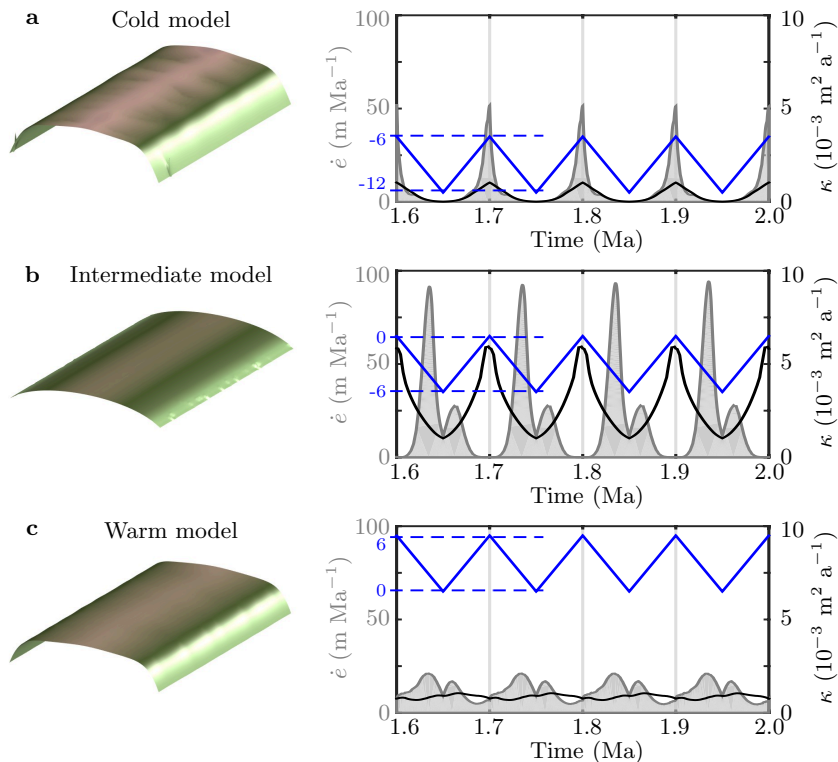 a Cold model
100
50
0
ė (m Ma⁻¹)
-6
-12
10
5
0
κ (10⁻³ m² a⁻¹)
1.6 1.7 1.8 1.9 2.0
Time (Ma)
b Intermediate model
100
50
0
ė (m Ma⁻¹)
0
-6
10
5
0
κ (10⁻³ m² a⁻¹)
1.6 1.7 1.8 1.9 2.0
Time (Ma)
c Warm model
100
50
0
ė (m Ma⁻¹)
6
0
10
5
0
κ (10⁻³ m² a⁻¹)
1.6 1.7 1.8 1.9 2.0
Time (Ma)